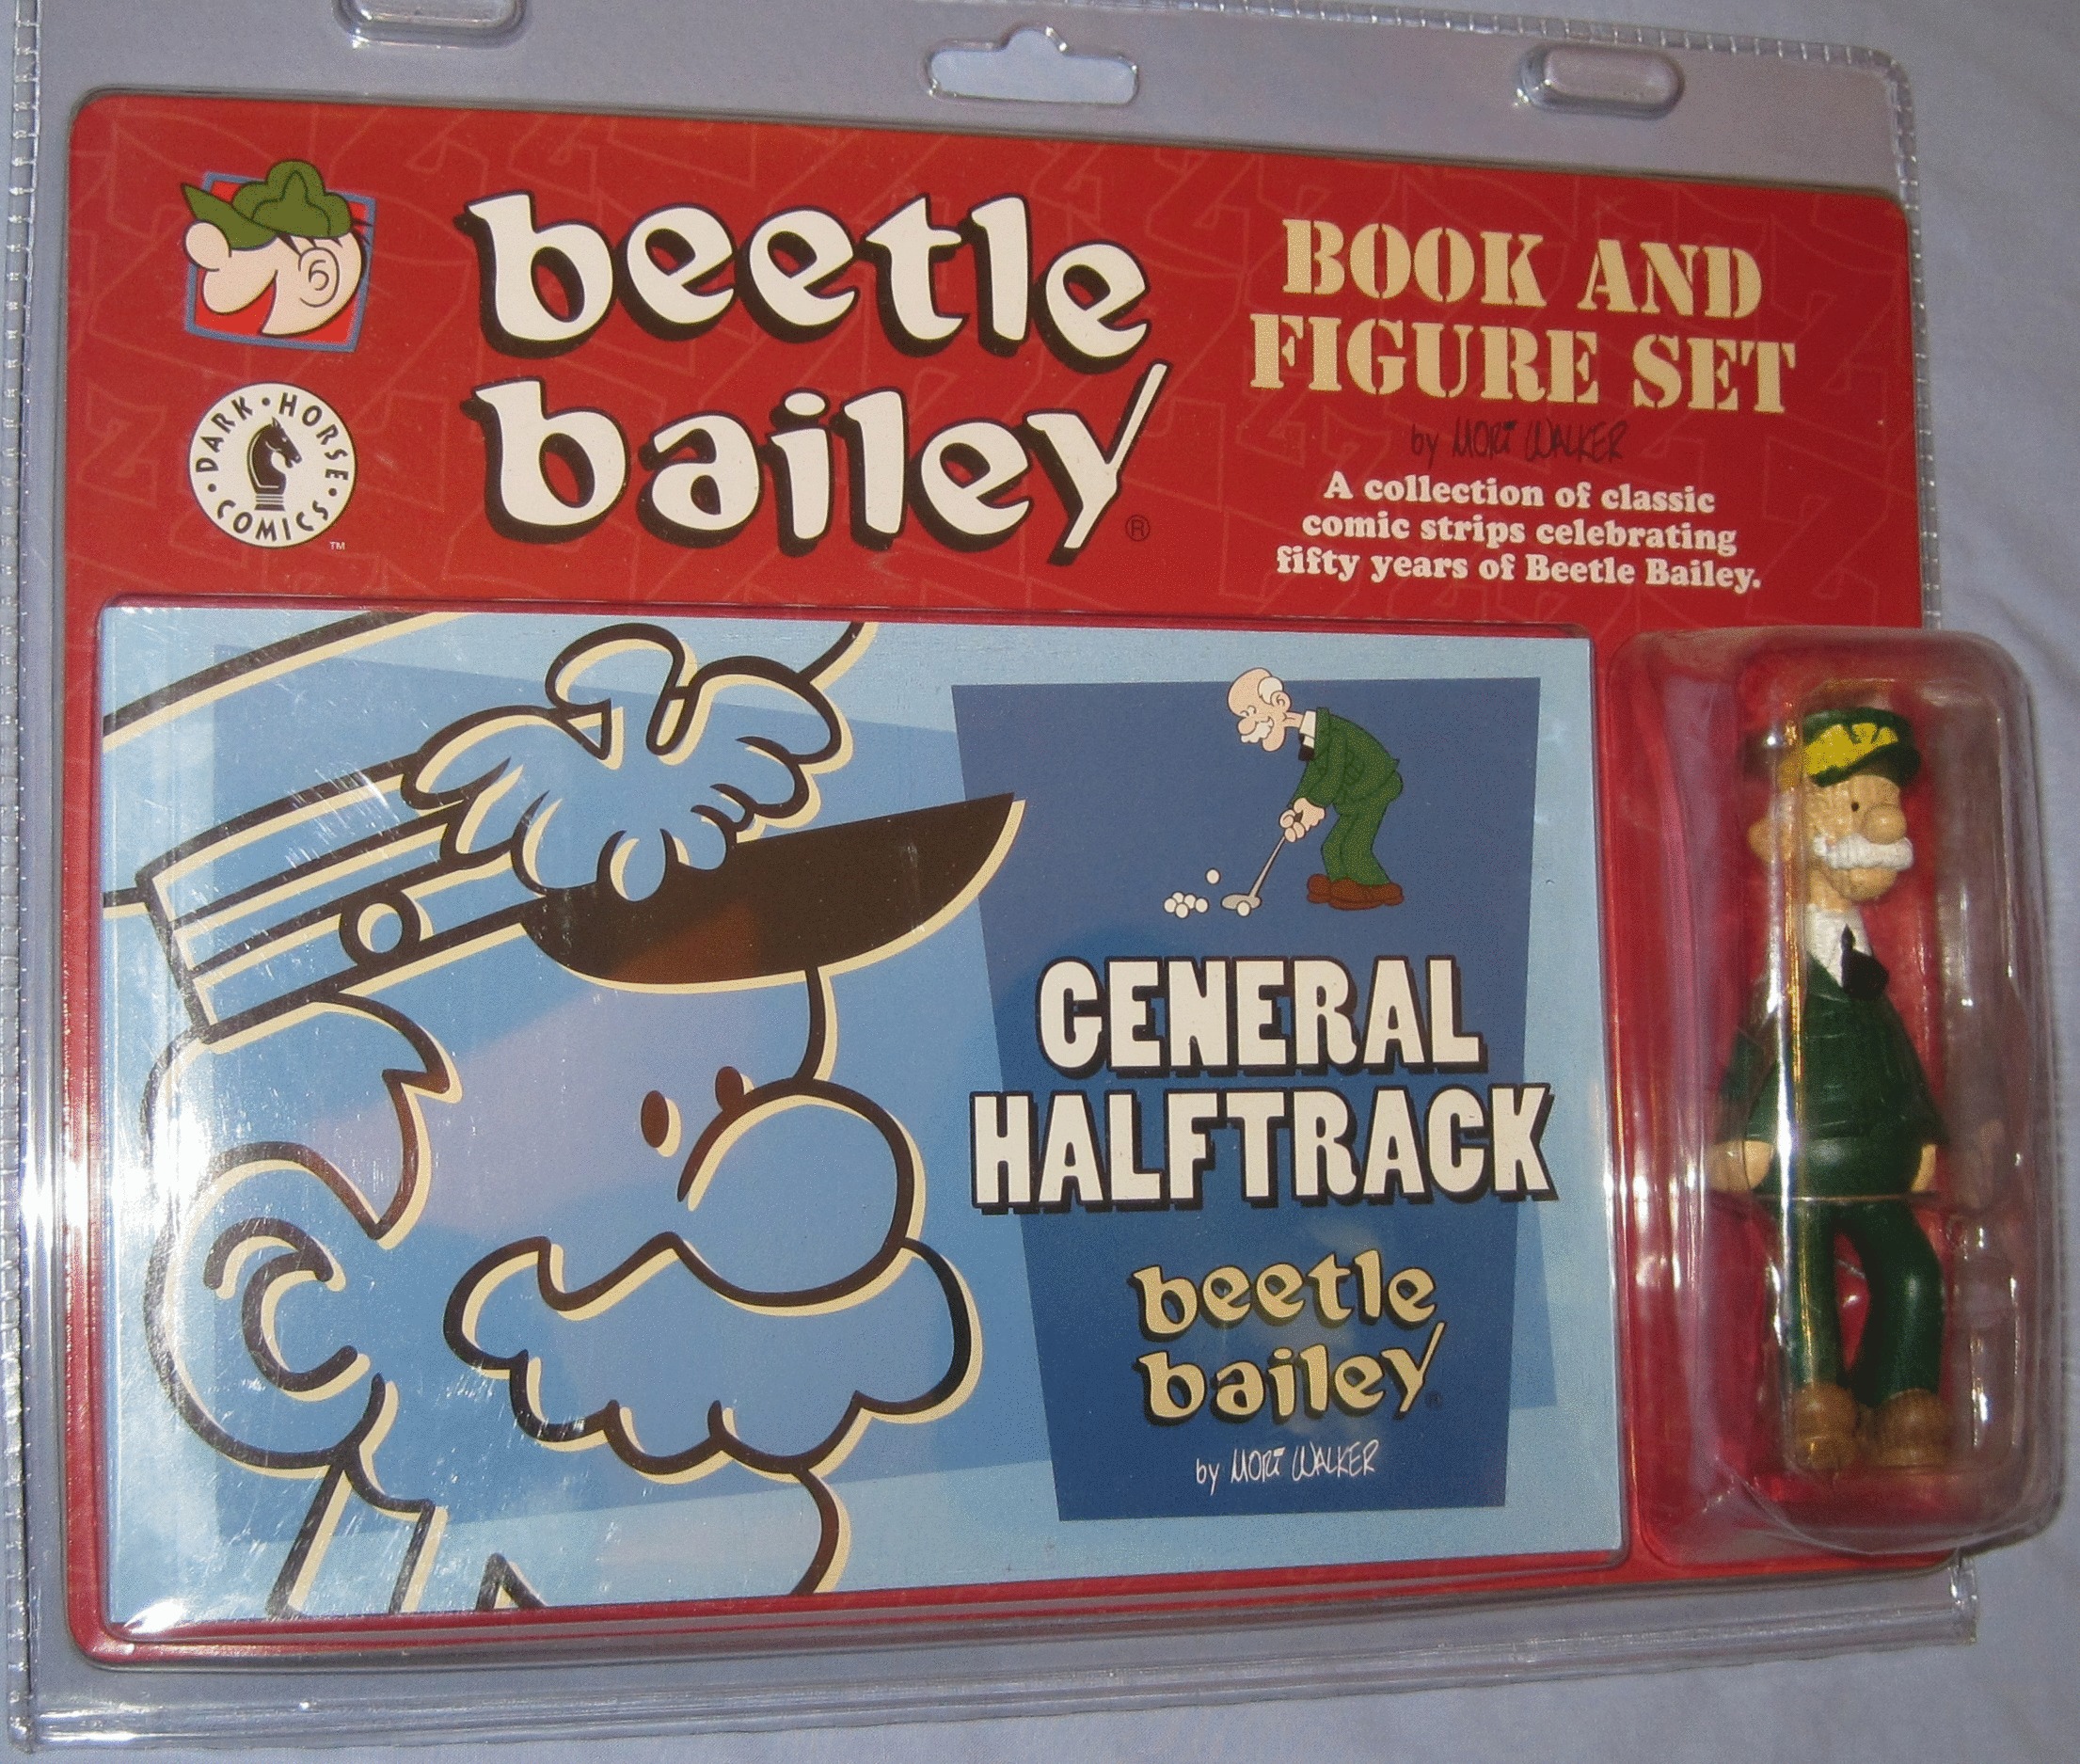 beetle
bailey®
DARK • HORSE • COMICS •
TM
BOOK AND
FIGURE SET
by MORT WALKER
A collection of classic
comic strips celebrating
fifty years of Beetle Bailey.
GENERAL
HALFTRACK
beetle
bailey®
by MORT WALKER